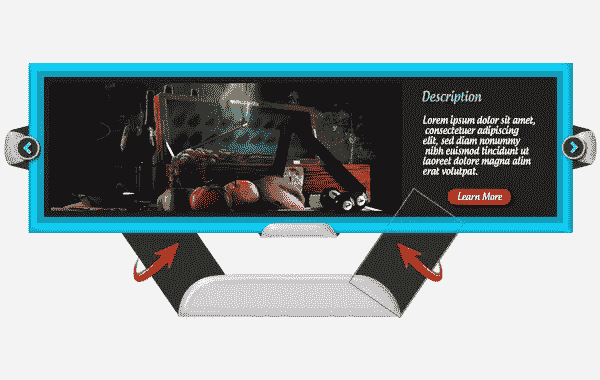 Description
Lorem ipsum dolor sit amet,
consectetuer adipiscing
elit, sed diam nonummy
nibh euismod tincidunt ut
laoreet dolore magna alim
erat volutpat.
Learn More